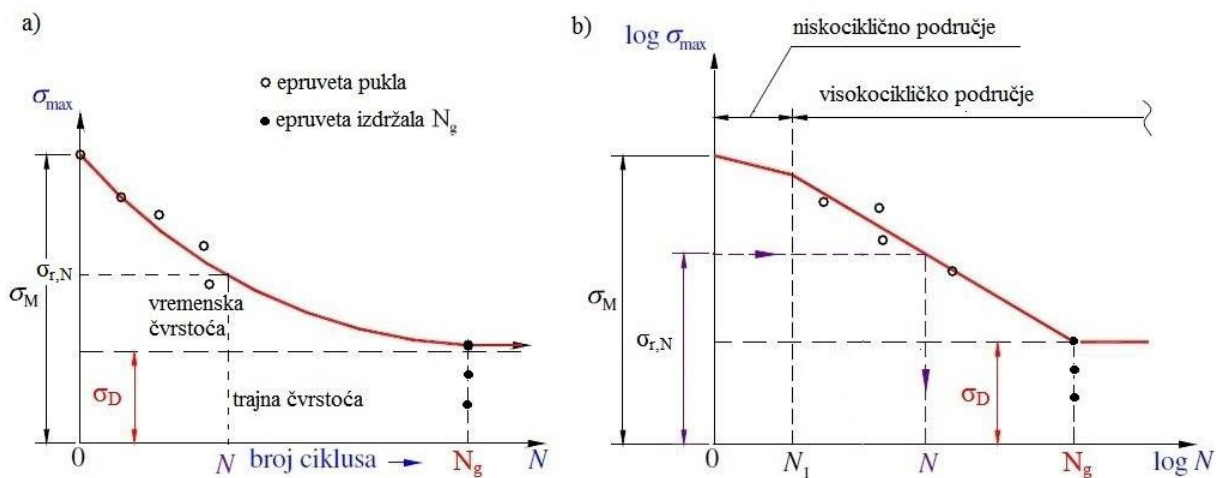 a)
σmax
epruveta pukla
epruveta izdržala Ng
σr,N
σM
vremenska
čvrstoća
σD
trajna čvrstoća
0
N
broj ciklusa
Ng
N
b)
log σmax
niskociklično područje
visokocikličko područje
σM
σr,N
σD
0
N1
N
Ng
log N